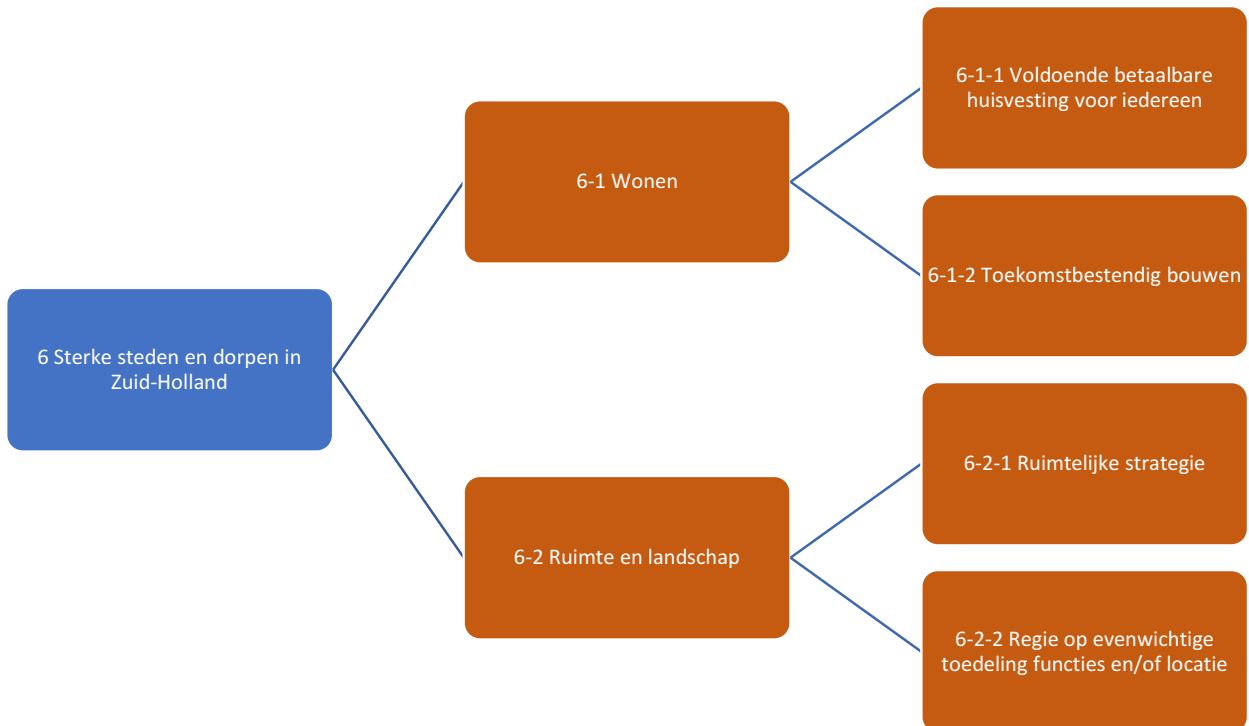 6 Sterke steden en dorpen in
Zuid-Holland
6-1 Wonen
6-1-1 Voldoende betaalbare
huisvesting voor iedereen
6-1-2 Toekomstbestendig bouwen
6-2 Ruimte en landschap
6-2-1 Ruimtelijke strategie
6-2-2 Regie op evenwichtige
toedeling functies en/of locatie